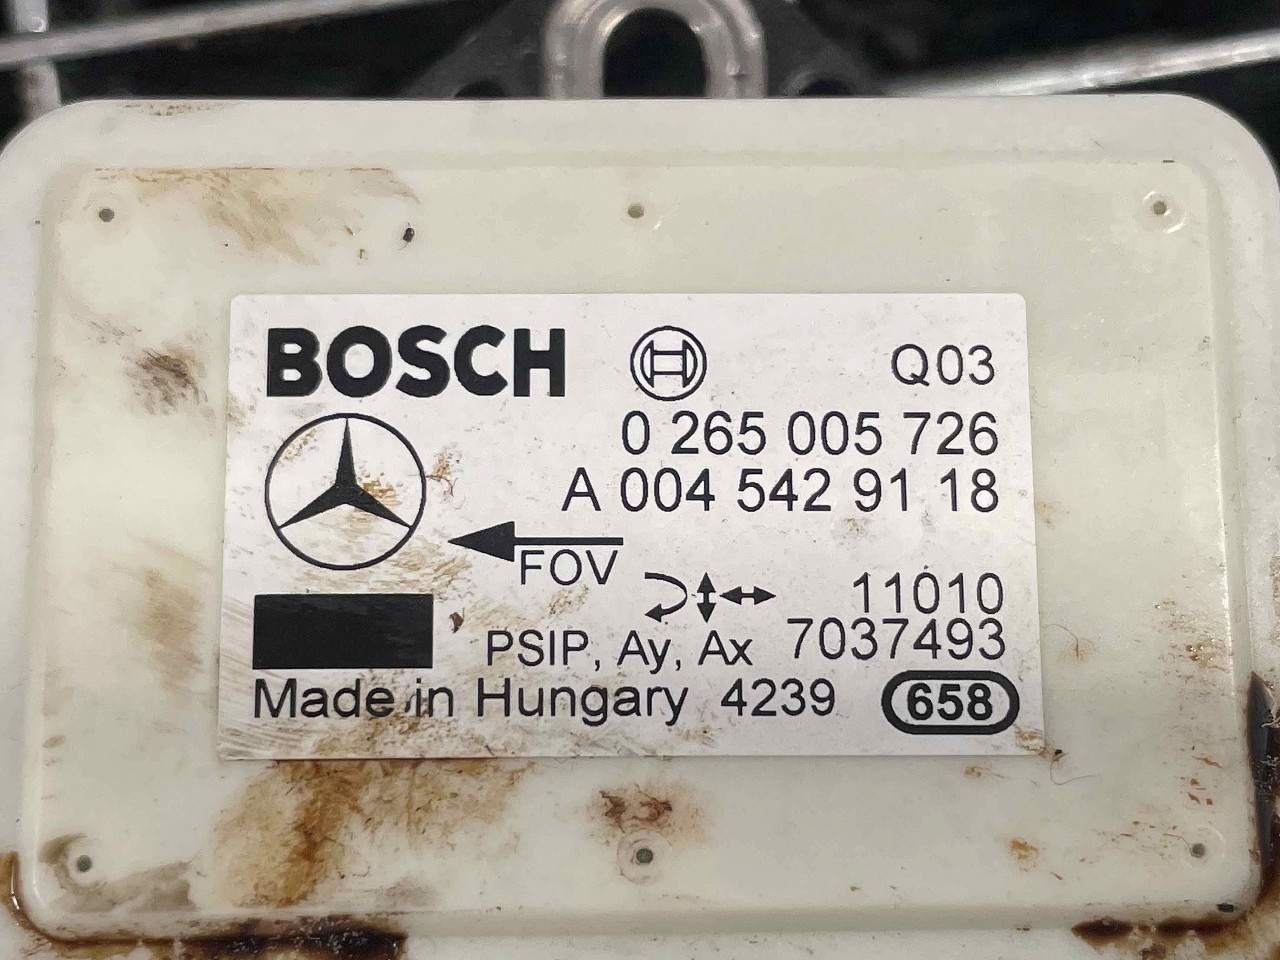 BOSCH Q03
0 265 005 726
A 004 542 91 18
FOV
11010
PSIP, Ay, Ax 7037493
Made in Hungary 4239 658